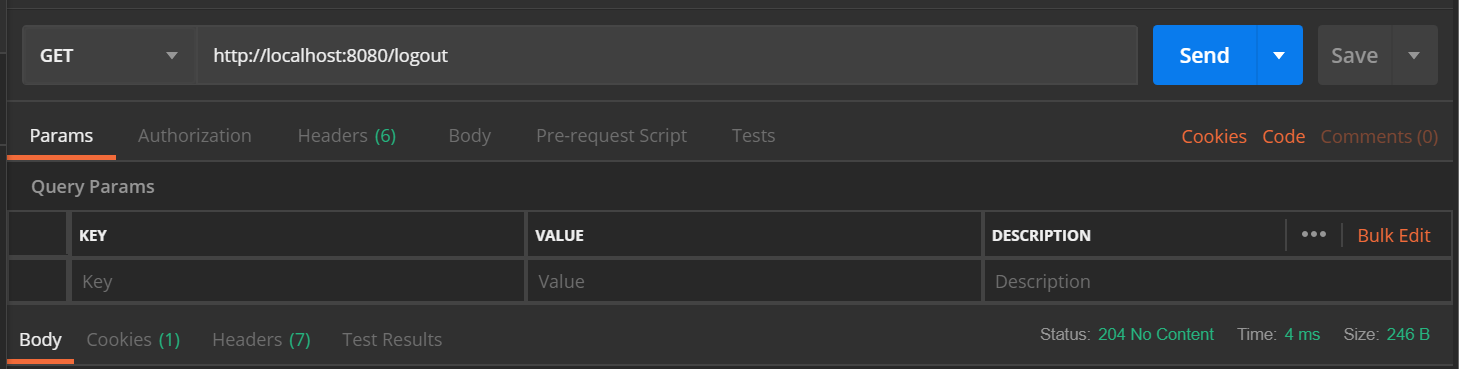 GET http://localhost:8080/logout Send Save
Params Authorization Headers (6) Body Pre-request Script Tests Cookies Code Comments (0)
Query Params
KEY VALUE DESCRIPTION ••• Bulk Edit
Key Value Description
Body Cookies (1) Headers (7) Test Results Status: 204 No Content Time: 4 ms Size: 246 B